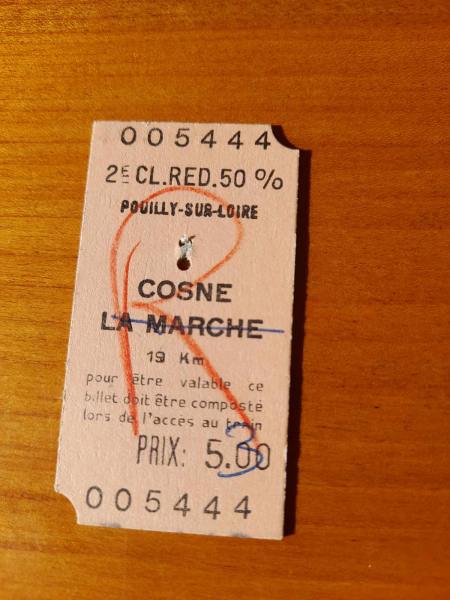 005444
2E CL.RED.50 %
POUILLY-SUR-LOIRE
R
COSNE
LA MARCHE
19 Km
pour être valable ce
billet doit être composté
lors de l'accès au train
PRIX: 5.00
3
005444